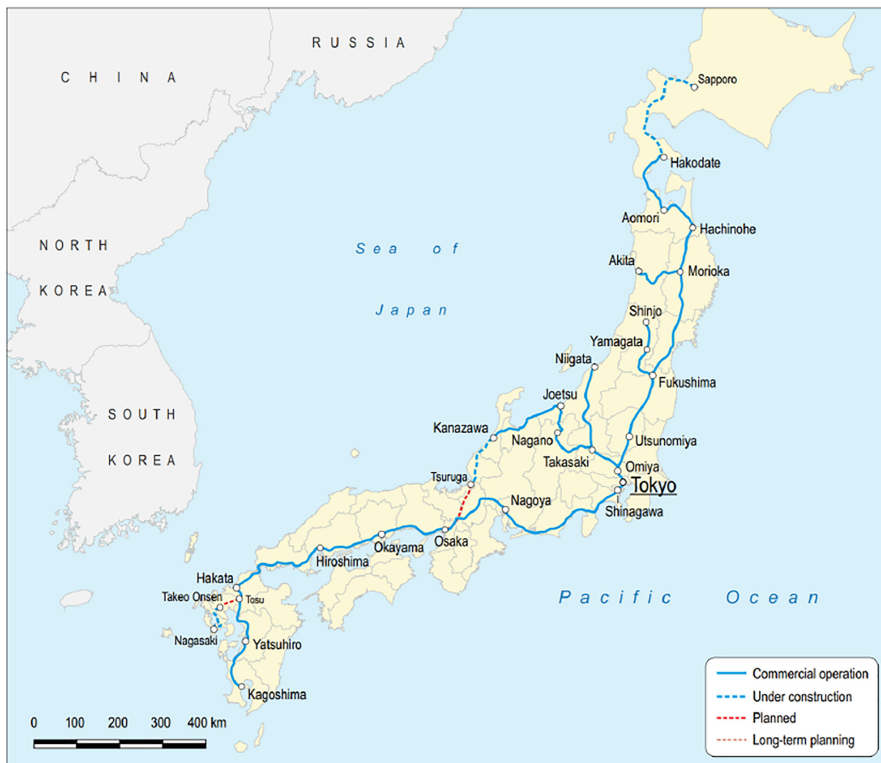 RUSSIA
CHINA
Sapporo
Hakodate
Aomori
Hachinohe
NORTH
KOREA
Sea of
Japan
Akita
Morioka
Shinjo
Yamagata
Niigata
Fukushima
Joetsu
SOUTH
KOREA
Kanazawa
Nagano
Utsunomiya
Takasaki
Omiya
Tsuruga
Tokyo
Nagoya
Shinagawa
Osaka
Okayama
Hiroshima
Hakata
Takeo Onsen
Tosu
Pacific Ocean
Nagasaki
Yatsuhiro
Kagoshima
Commercial operation
Under construction
Planned
Long-term planning
0 100 200 300 400 km